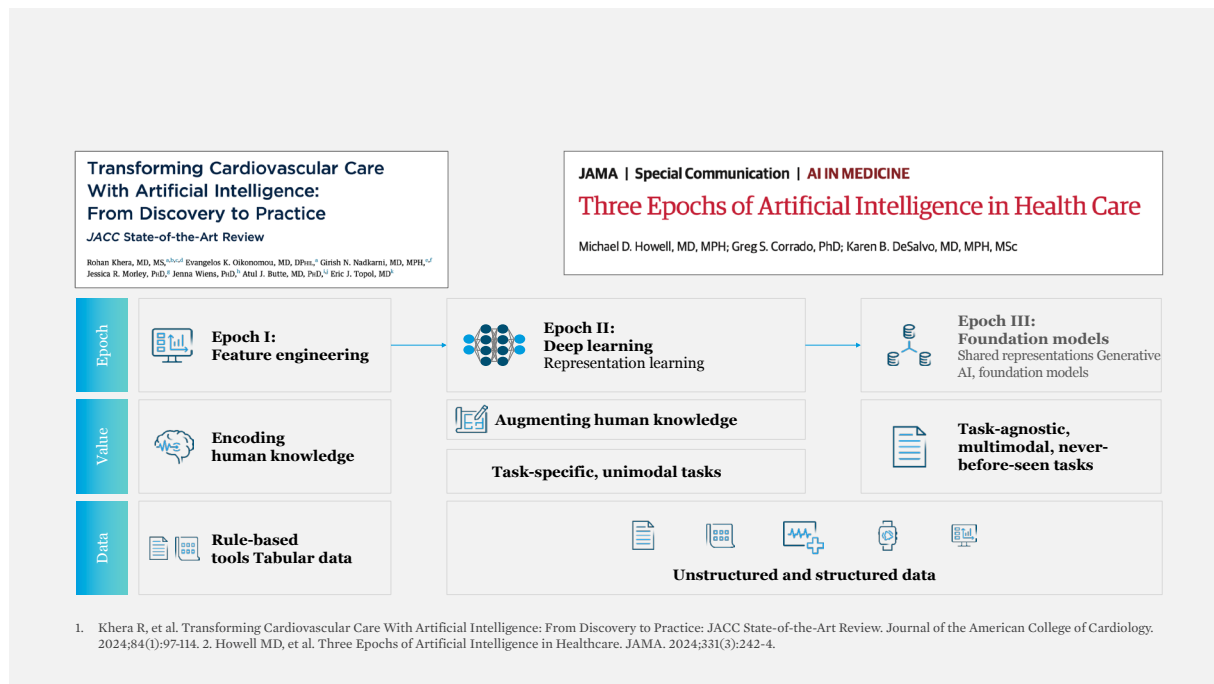 Transforming Cardiovascular Care
With Artificial Intelligence:
From Discovery to Practice
JACC State-of-the-Art Review
Rohan Khera, MD, MS,a,b,c,d Evangelos K. Oikonomou, MD, DPHIL,a Girish N. Nadkarni, MD, MPH,e,f
Jessica R. Morley, PHD,g Jenna Wiens, PHD,h Atul J. Butte, MD, PHD,i,j Eric J. Topol, MDk
JAMA | Special Communication | AI IN MEDICINE
Three Epochs of Artificial Intelligence in Health Care
Michael D. Howell, MD, MPH; Greg S. Corrado, PhD; Karen B. DeSalvo, MD, MPH, MSc
Epoch
Epoch I:
Feature engineering
Epoch II:
Deep learning
Representation learning
Epoch III:
Foundation models
Shared representations Generative
AI, foundation models
Value
Encoding
human knowledge
Augmenting human knowledge
Task-specific, unimodal tasks
Task-agnostic,
multimodal, never-
before-seen tasks
Data
Rule-based
tools Tabular data
Unstructured and structured data
1. Khera R, et al. Transforming Cardiovascular Care With Artificial Intelligence: From Discovery to Practice: JACC State-of-the-Art Review. Journal of the American College of Cardiology.
2024;84(1):97-114. 2. Howell MD, et al. Three Epochs of Artificial Intelligence in Healthcare. JAMA. 2024;331(3):242-4.